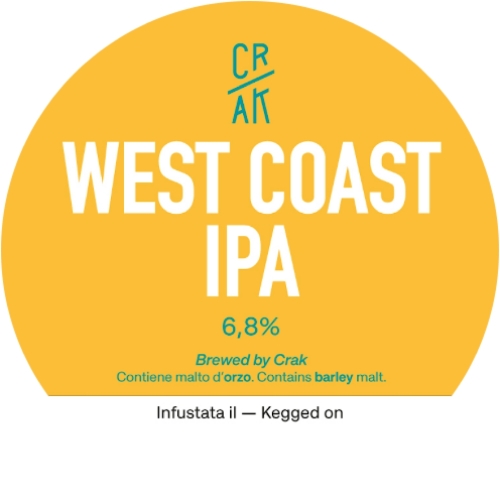 CR
AK
WEST COAST
IPA
6,8%
Brewed by Crak
Contiene malto d'orzo. Contains barley malt.
Infustata il — Kegged on